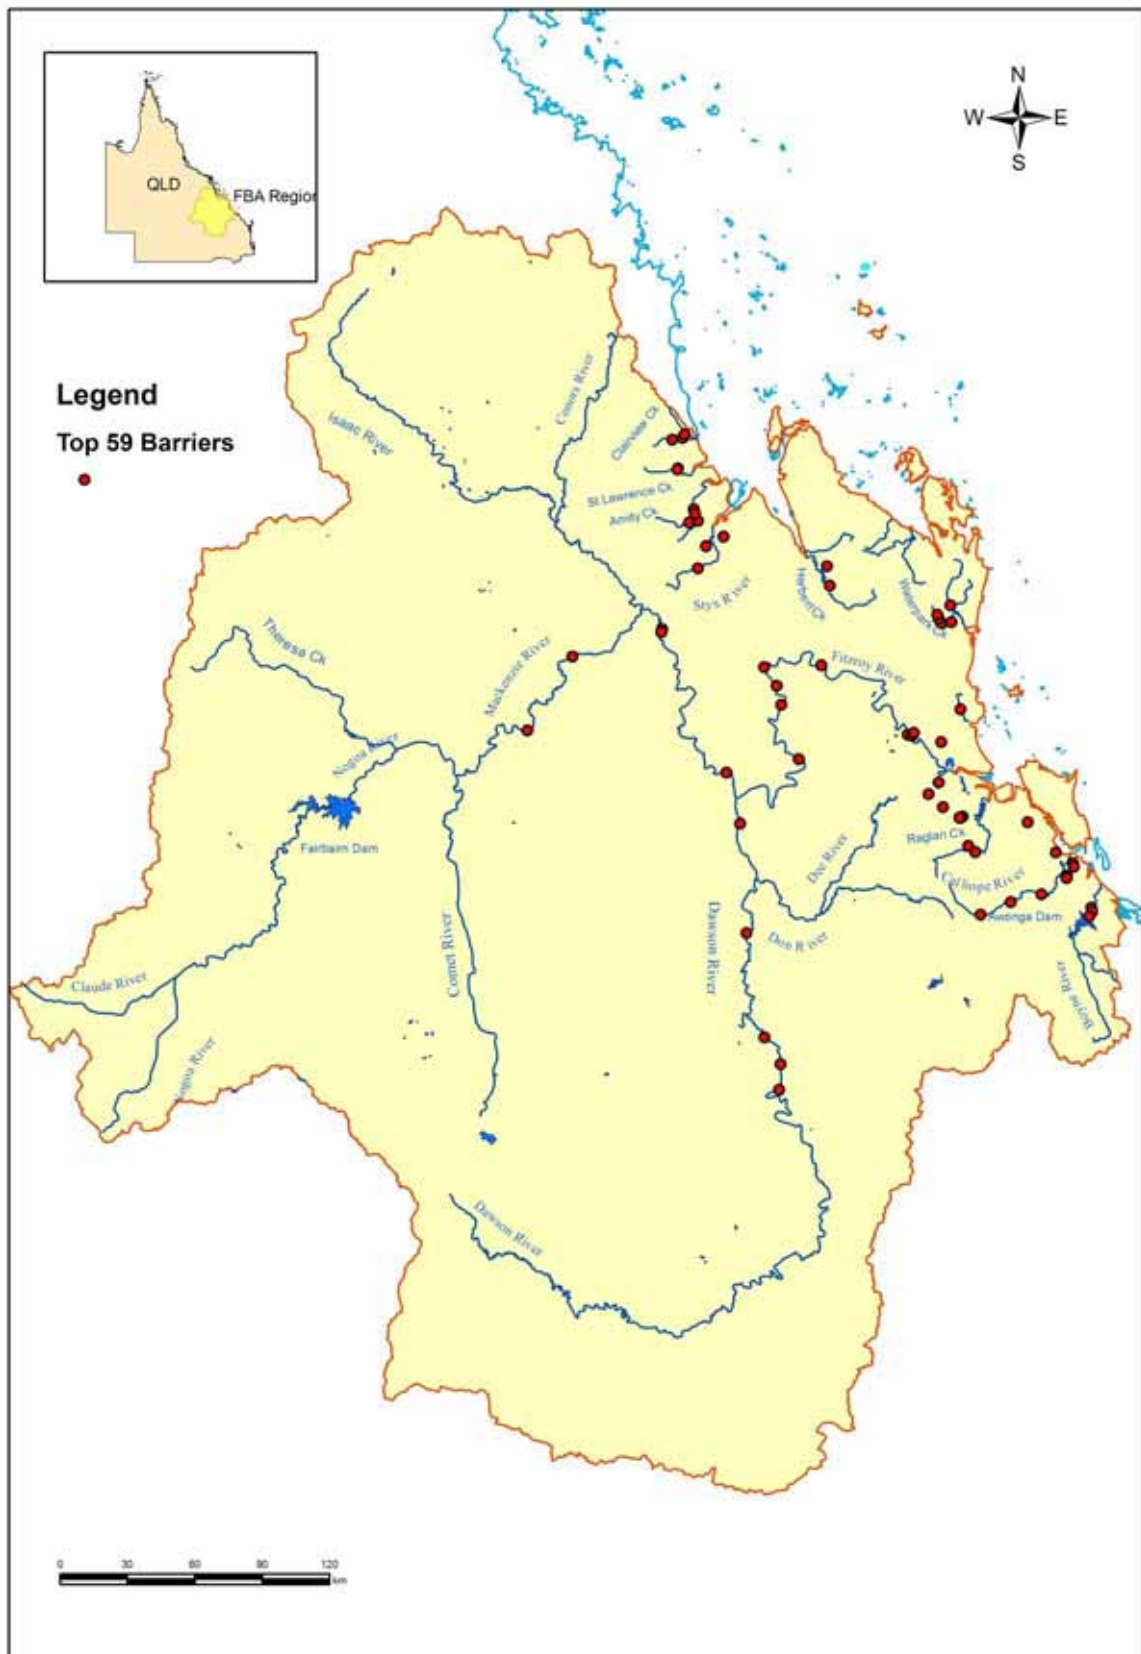 N
W E
S
QLD
FBA Region
Legend
Top 59 Barriers
Connors River
Isaac River
Clairview Ck
St Lawrence Ck
Amity Ck
Styx River
Herbert Ck
Waterpark Ck
Theresa Ck
Mackenzie River
Fitzroy River
Nogoa River
Fairbairn Dam
Raglan Ck
Dee River
Calliope River
Awonga Dam
Dawson River
Don River
Comet River
Claude River
Boyne River
Nogoa River
Dawson River
0 30 60 90 120
km